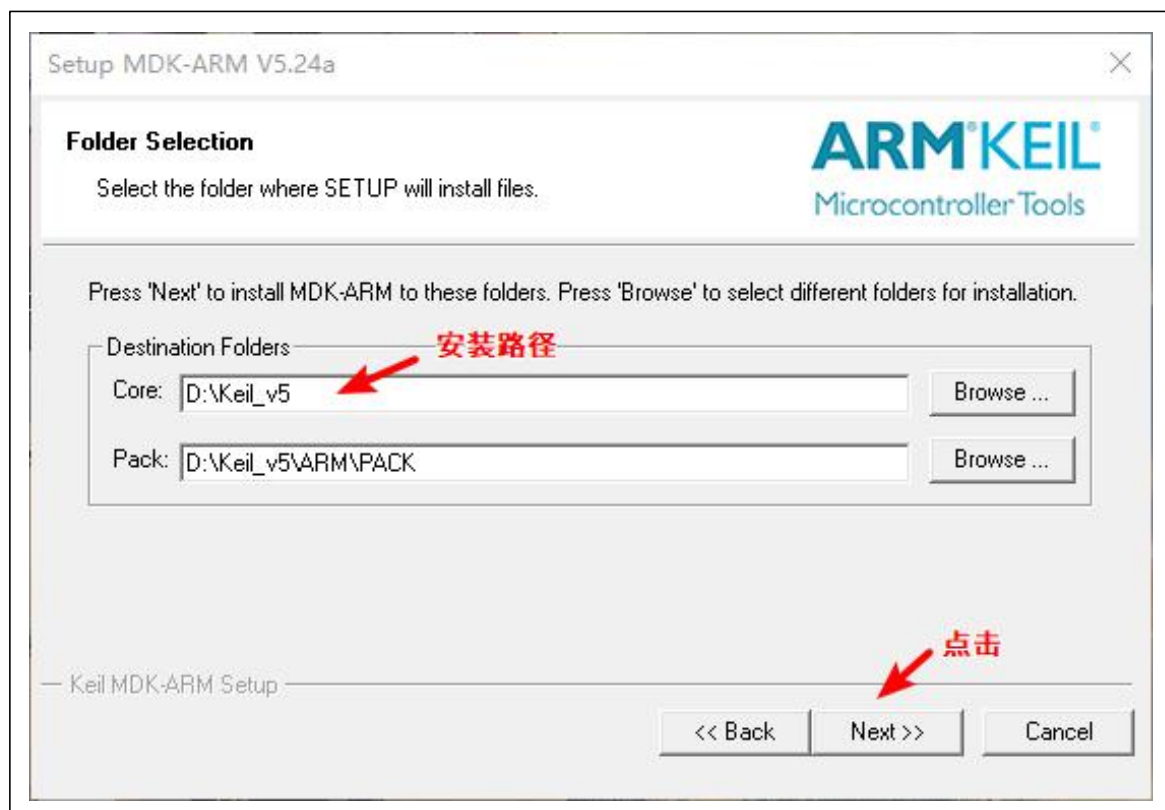 Setup MDK-ARM V5.24a
Folder Selection
Select the folder where SETUP will install files.
ARM KEIL
Microcontroller Tools
Press 'Next' to install MDK-ARM to these folders. Press 'Browse' to select different folders for installation.
Destination Folders
安装路径
Core: D:\Keil_v5 Browse ...
Pack: D:\Keil_v5\ARM\PACK Browse ...
点击
Keil MDK-ARM Setup
<< Back Next >> Cancel